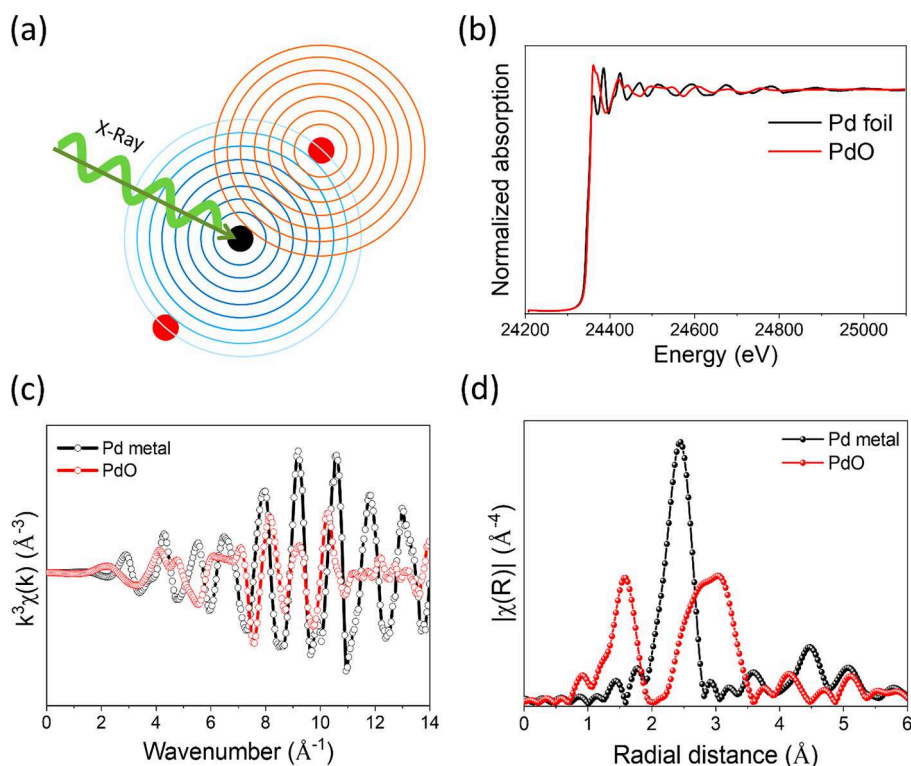 (a)
X-Ray
(b)
Normalized absorption
Pd foil
PdO
24200 24400 24600 24800 25000
Energy (eV)
(c)
k³χ(k) (Å⁻³)
Pd metal
PdO
0 2 4 6 8 10 12 14
Wavenumber (Å⁻¹)
(d)
|χ(R)| (Å⁻⁴)
Pd metal
PdO
0 1 2 3 4 5 6
Radial distance (Å)